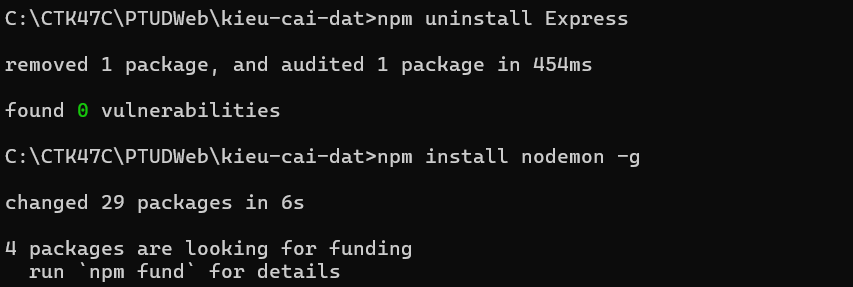 C:\CTK47C\PTUDWeb\kieu-cai-dat>npm uninstall Express
removed 1 package, and audited 1 package in 454ms
found 0 vulnerabilities
C:\CTK47C\PTUDWeb\kieu-cai-dat>npm install nodemon -g
changed 29 packages in 6s
4 packages are looking for funding
  run `npm fund` for details